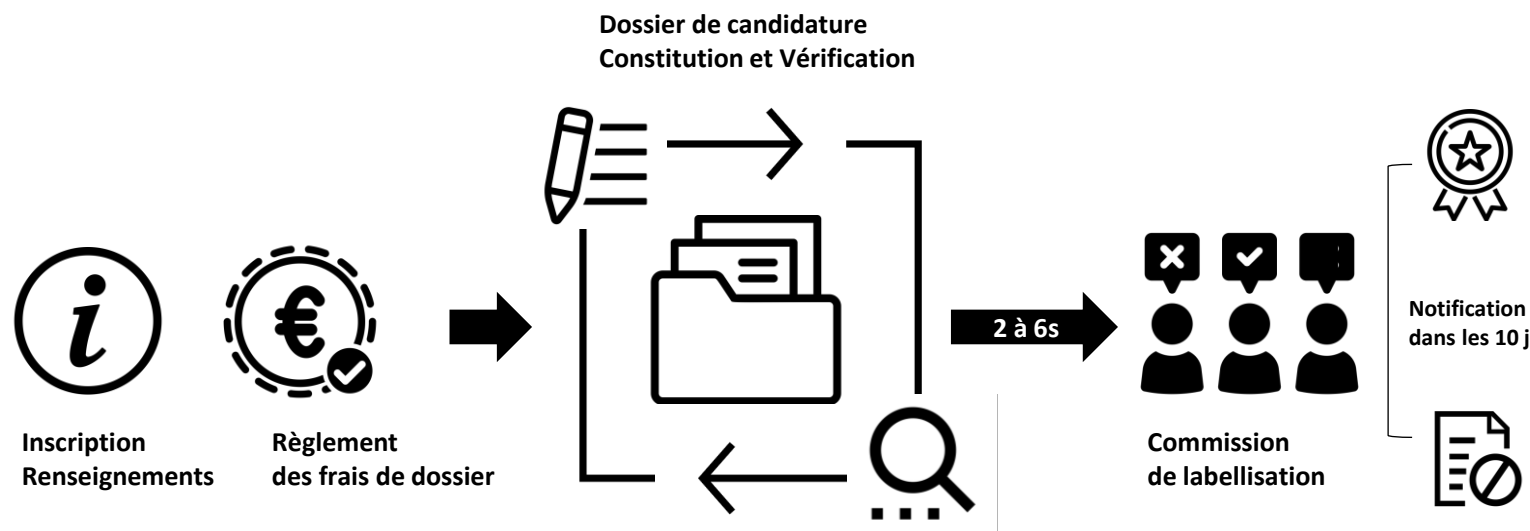 Dossier de candidature
Constitution et Vérification
2 à 6s
Notification
dans les 10 j
Inscription
Renseignements
Règlement
des frais de dossier
Commission
de labellisation